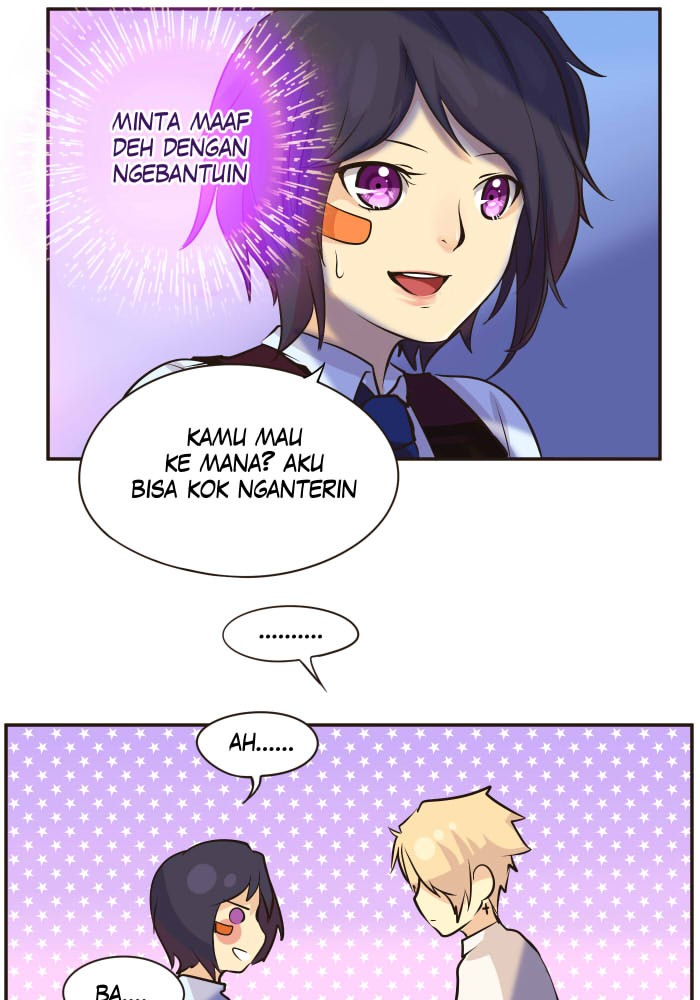 MINTA MAAF
DEH DENGAN
NGEBANTUIN
KAMU MAU
KE MANA? AKU
BISA KOK NGANTERIN
..........
AH......
BA....